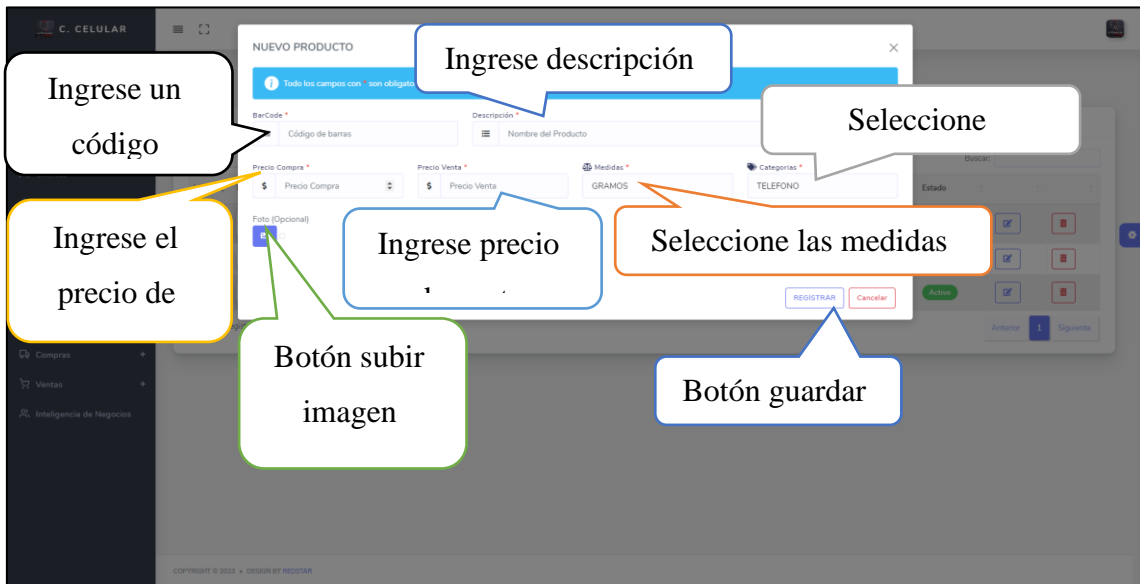 C. CELULAR
NUEVO PRODUCTO
Todo los campos con * son obligato
Ingrese descripción
Ingrese un
código
BarCode *
Descripción *
Código de barras
Nombre del Producto
Seleccione
Buscar:
Precio Compra *
Precio Venta *
Medidas *
Categorias *
$ Precio Compra
$ Precio Venta
GRAMOS
TELEFONO
Estado
Foto (Opcional)
Ingrese el
precio de
Ingrese precio
Seleccione las medidas
REGISTRAR
Cancelar
Activo
Anterior
1
Siguiente
Botón subir
imagen
Botón guardar
Compras
Ventas
Inteligencia de Negocios
COPYRIGHT © 2023 • DESIGN BY REDSTAR